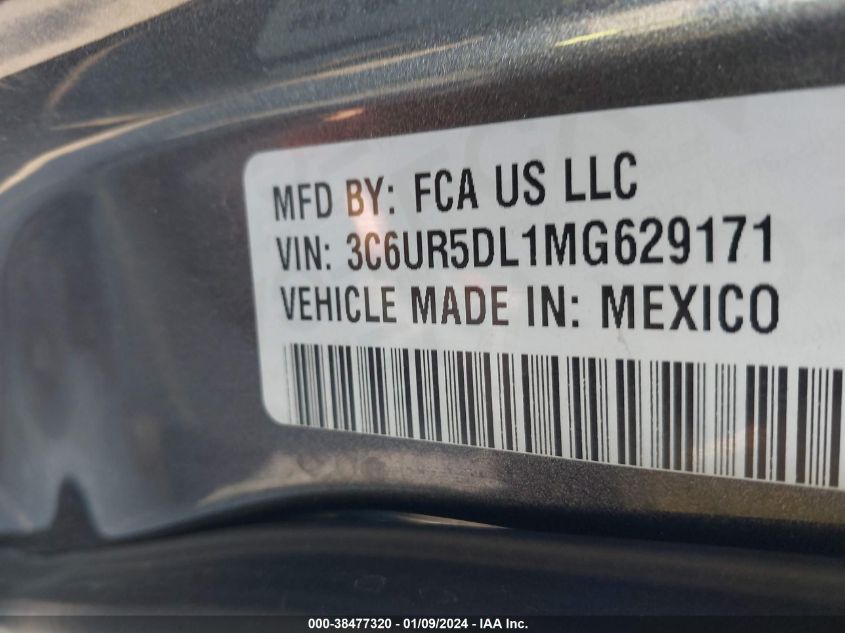 MFD BY: FCA US LLC
VIN: 3C6UR5DL1MG629171
VEHICLE MADE IN: MEXICO
000-38477320 - 01/09/2024 - IAA Inc.